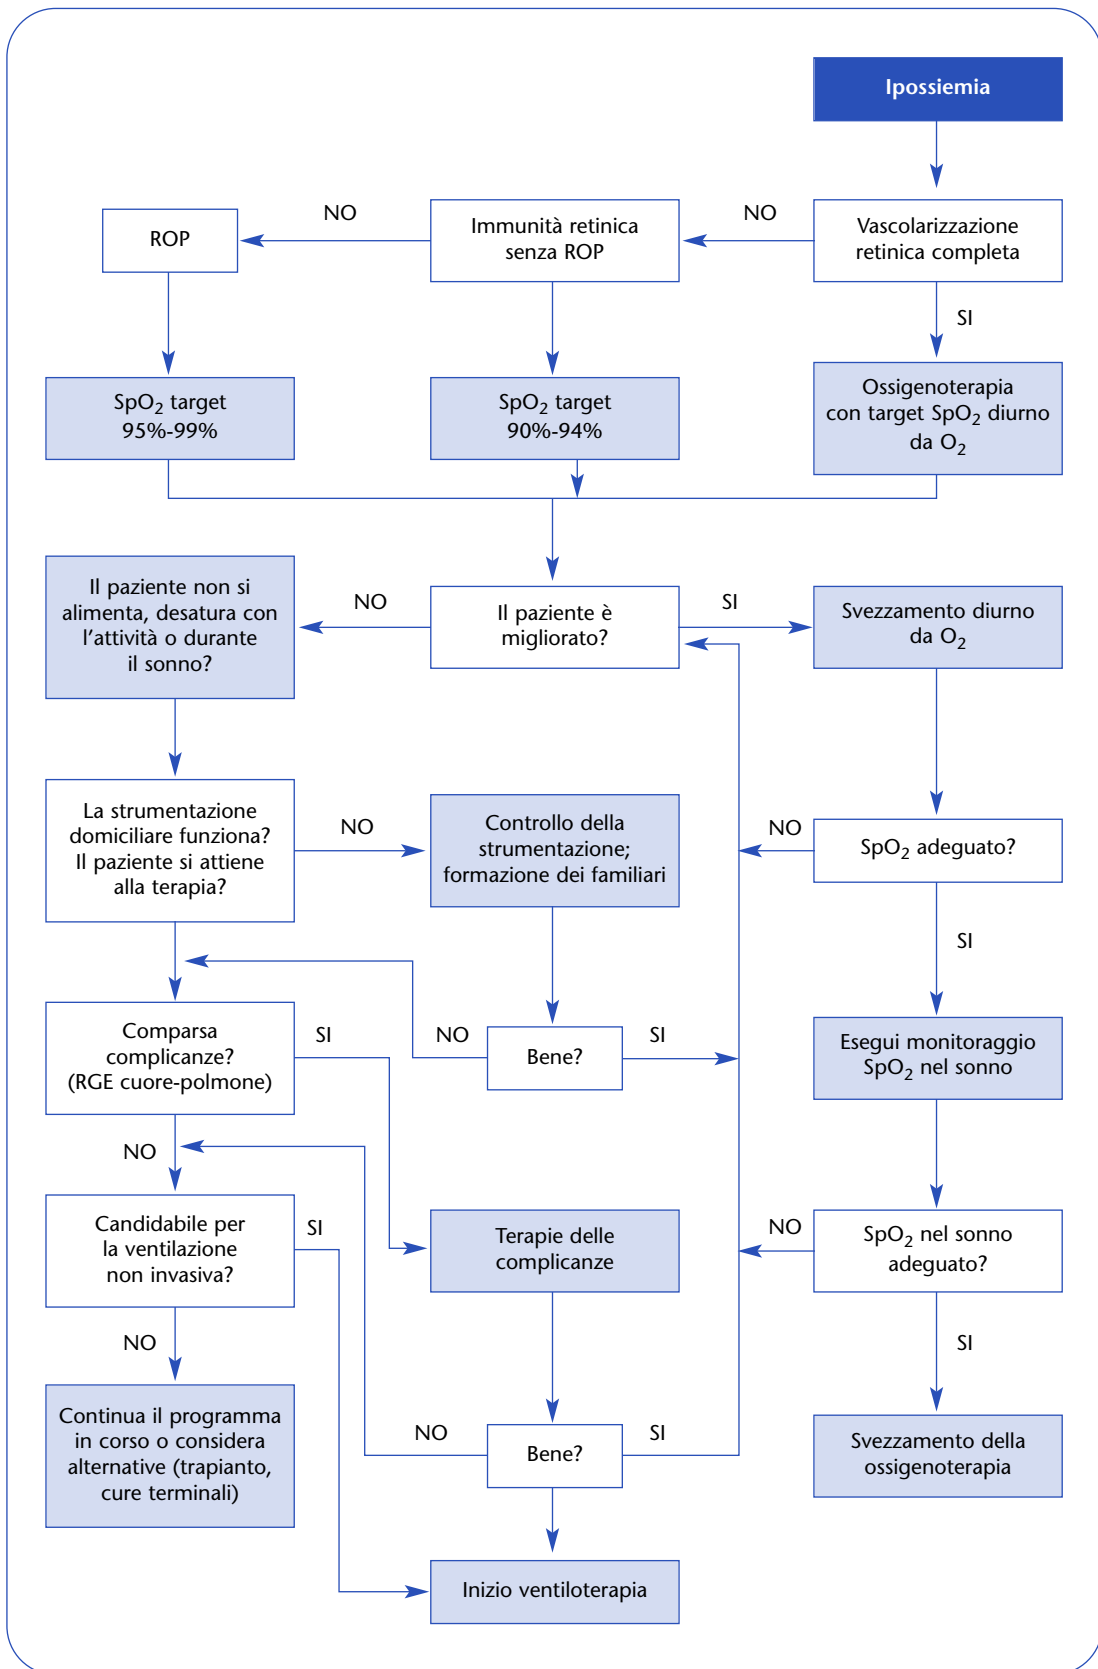 Ipossiemia
NO
NO
ROP
Immunità retinica
senza ROP
Vascolarizzazione
retinica completa
SI
SpO2 target
95%-99%
SpO2 target
90%-94%
Ossigenoterapia
con target SpO2 diurno
da O2
Il paziente non si
alimenta, desatura con
l'attività o durante
il sonno?
NO
Il paziente è
migliorato?
SI
Svezzamento diurno
da O2
La strumentazione
domiciliare funziona?
Il paziente si attiene
alla terapia?
NO
Controllo della
strumentazione;
formazione dei familiari
NO
SpO2 adeguato?
SI
Comparsa
complicanze?
(RGE cuore-polmone)
SI
NO
Bene?
SI
Esegui monitoraggio
SpO2 nel sonno
NO
Candidabile per
la ventilazione
non invasiva?
SI
Terapie delle
complicanze
NO
SpO2 nel sonno
adeguato?
NO
SI
Continua il programma
in corso o considera
alternative (trapianto,
cure terminali)
NO
Bene?
SI
Svezzamento della
ossigenoterapia
Inizio ventiloterapia